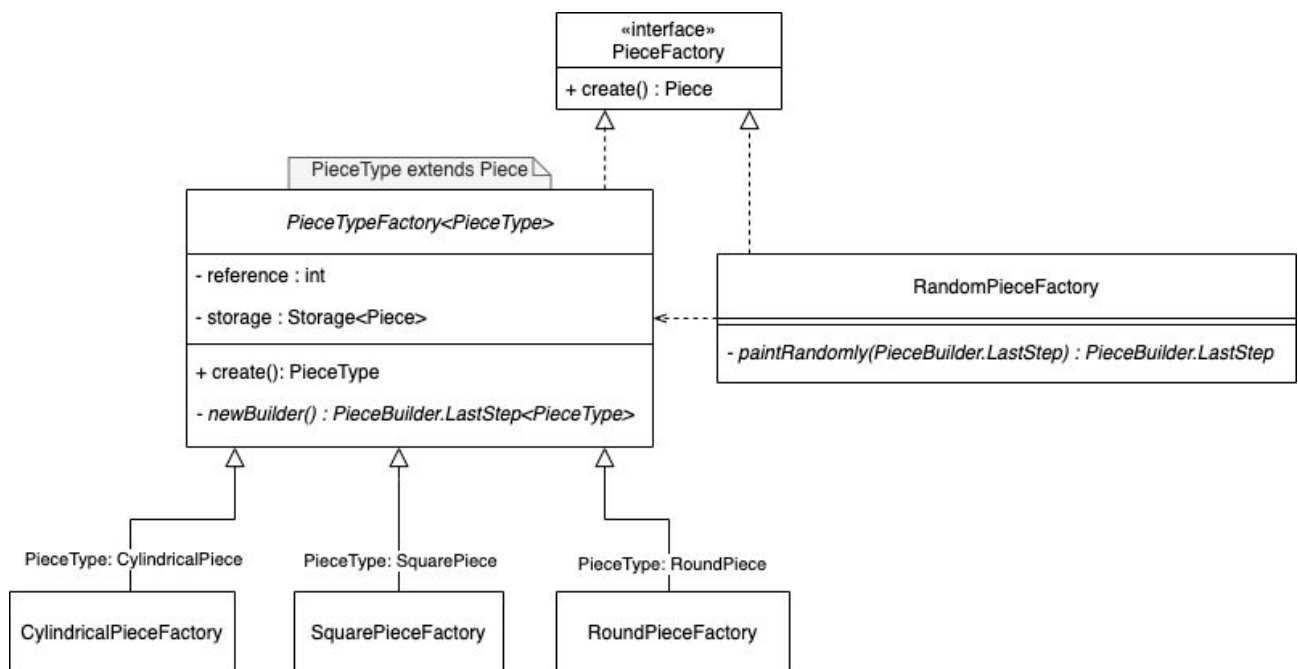 «interface»
PieceFactory
+ create() : Piece
PieceType extends Piece
PieceTypeFactory<PieceType>
- reference : int
- storage : Storage<Piece>
+ create(): PieceType
- newBuilder() : PieceBuilder.LastStep<PieceType>
RandomPieceFactory
- paintRandomly(PieceBuilder.LastStep) : PieceBuilder.LastStep
PieceType: CylindricalPiece
PieceType: SquarePiece
PieceType: RoundPiece
CylindricalPieceFactory
SquarePieceFactory
RoundPieceFactory